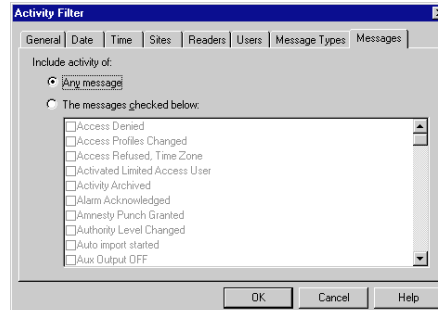 Activity Filter
General Date Time Sites Readers Users Message Types Messages
Include activity of:
Any message
The messages checked below:
Access Denied
Access Profiles Changed
Access Refused, Time Zone
Activated Limited Access User
Activity Archived
Alarm Acknowledged
Amnesty Punch Granted
Authority Level Changed
Auto import started
Aux Output OFF
OK Cancel Help